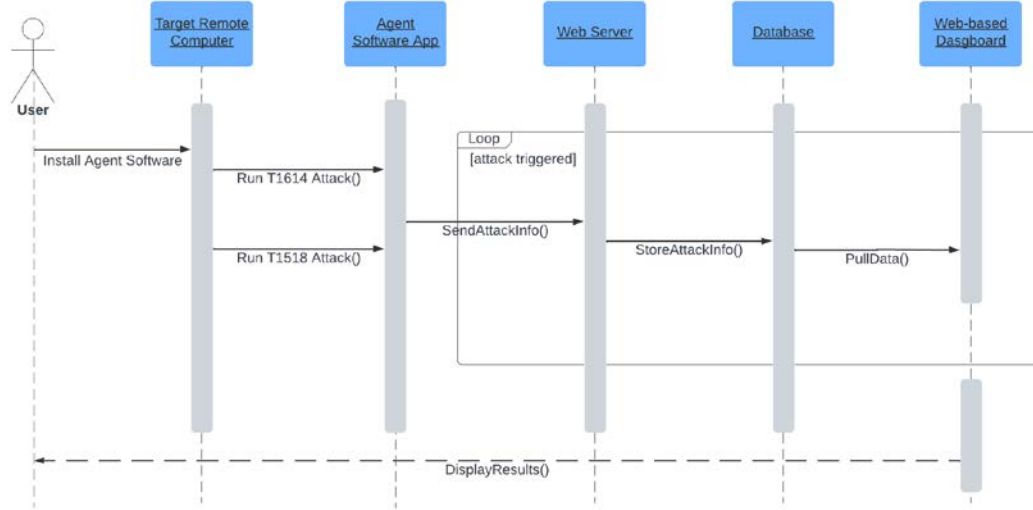 Target Remote
Computer
Agent
Software App
Web Server
Database
Web-based
Dasgboard
User
Loop
[attack triggered]
Install Agent Software
Run T1614 Attack()
SendAttackInfo()
StoreAttackInfo()
Run T1518 Attack()
PullData()
DisplayResults()